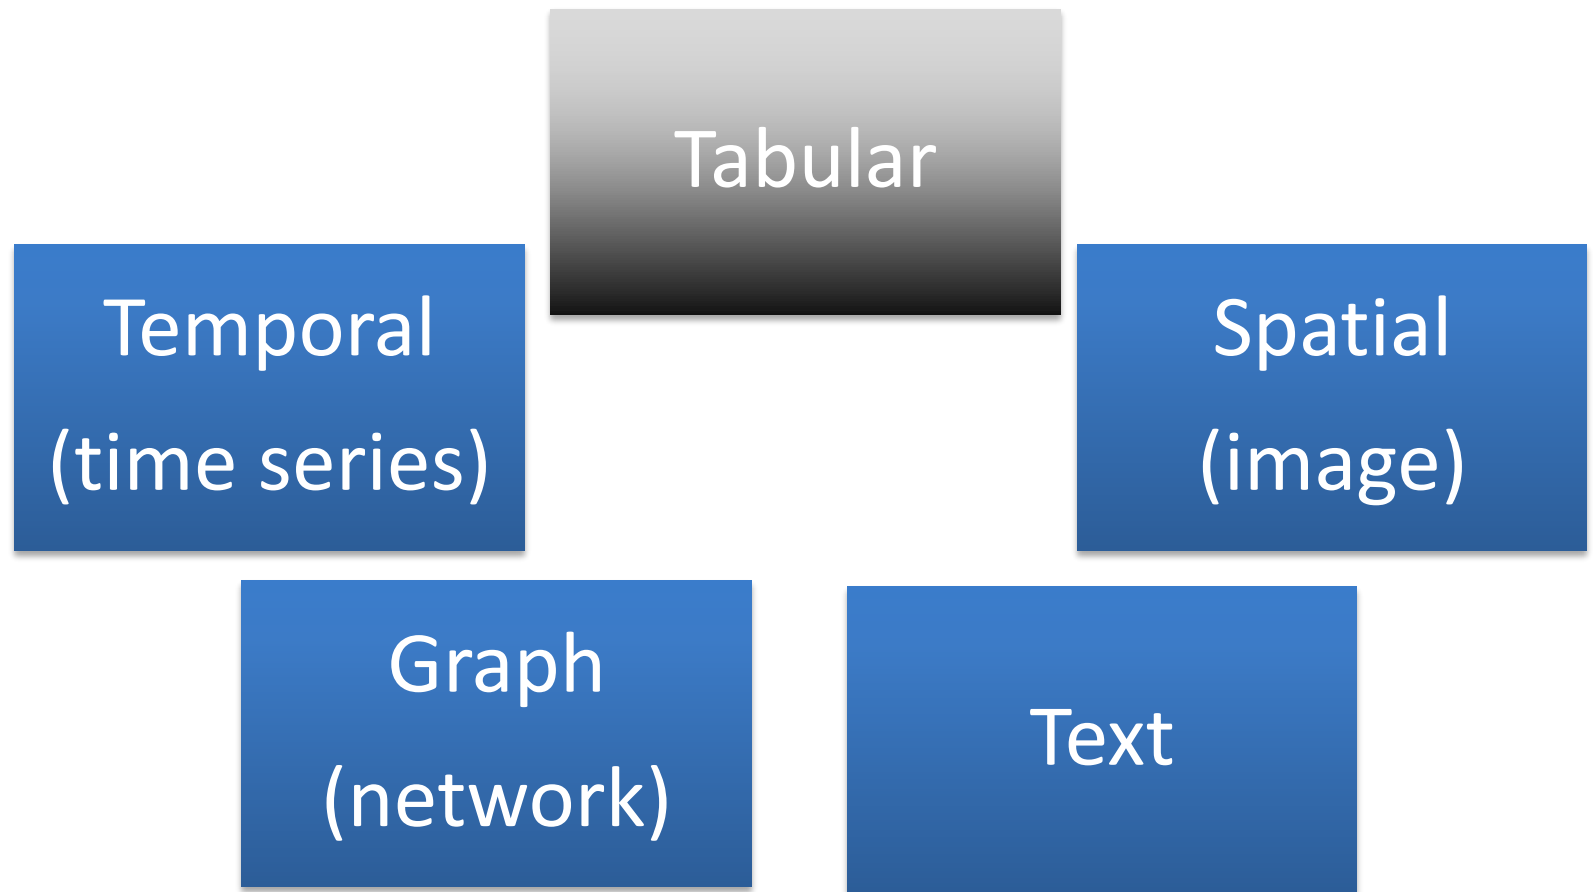 Tabular
Temporal
(time series)
Spatial
(image)
Graph
(network)
Text